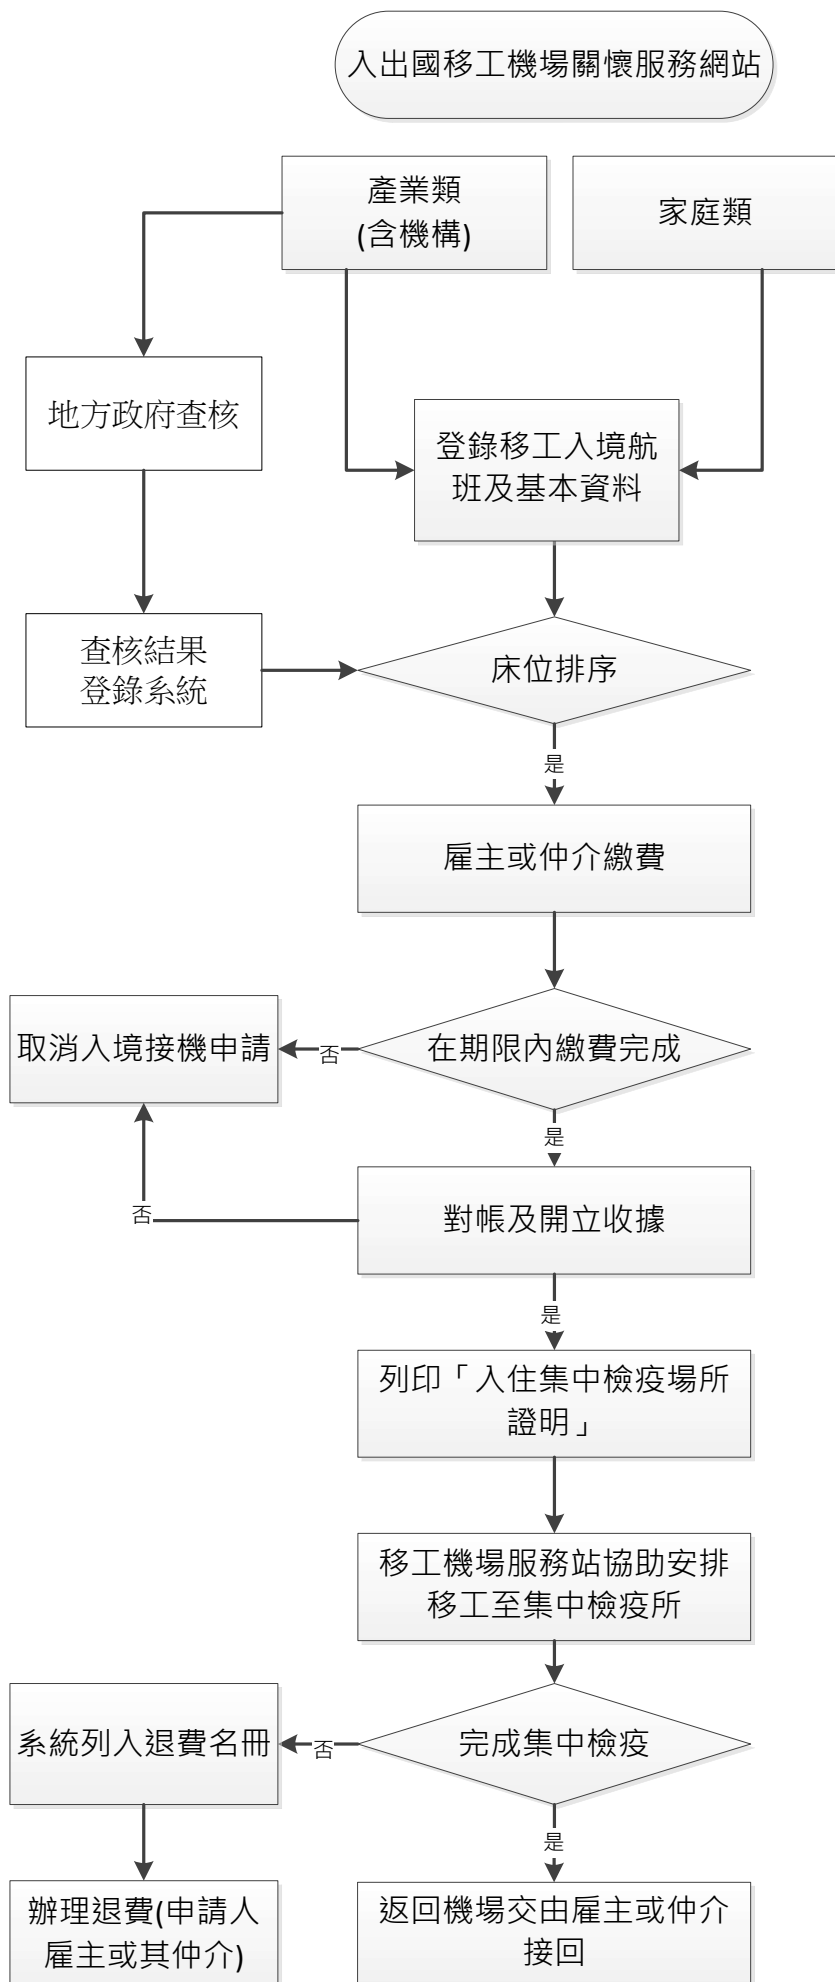 入出國移工機場關懷服務網站
產業類
(含機構)
家庭類
地方政府查核
登錄移工入境航
班及基本資料
查核結果
登錄系統
床位排序
是
雇主或仲介繳費
取消入境接機申請
否
在期限內繳費完成
是
否
對帳及開立收據
是
列印「入住集中檢疫場所
證明」
移工機場服務站協助安排
移工至集中檢疫所
系統列入退費名冊
否
完成集中檢疫
是
辦理退費(申請人
雇主或其仲介)
返回機場交由雇主或仲介
接回